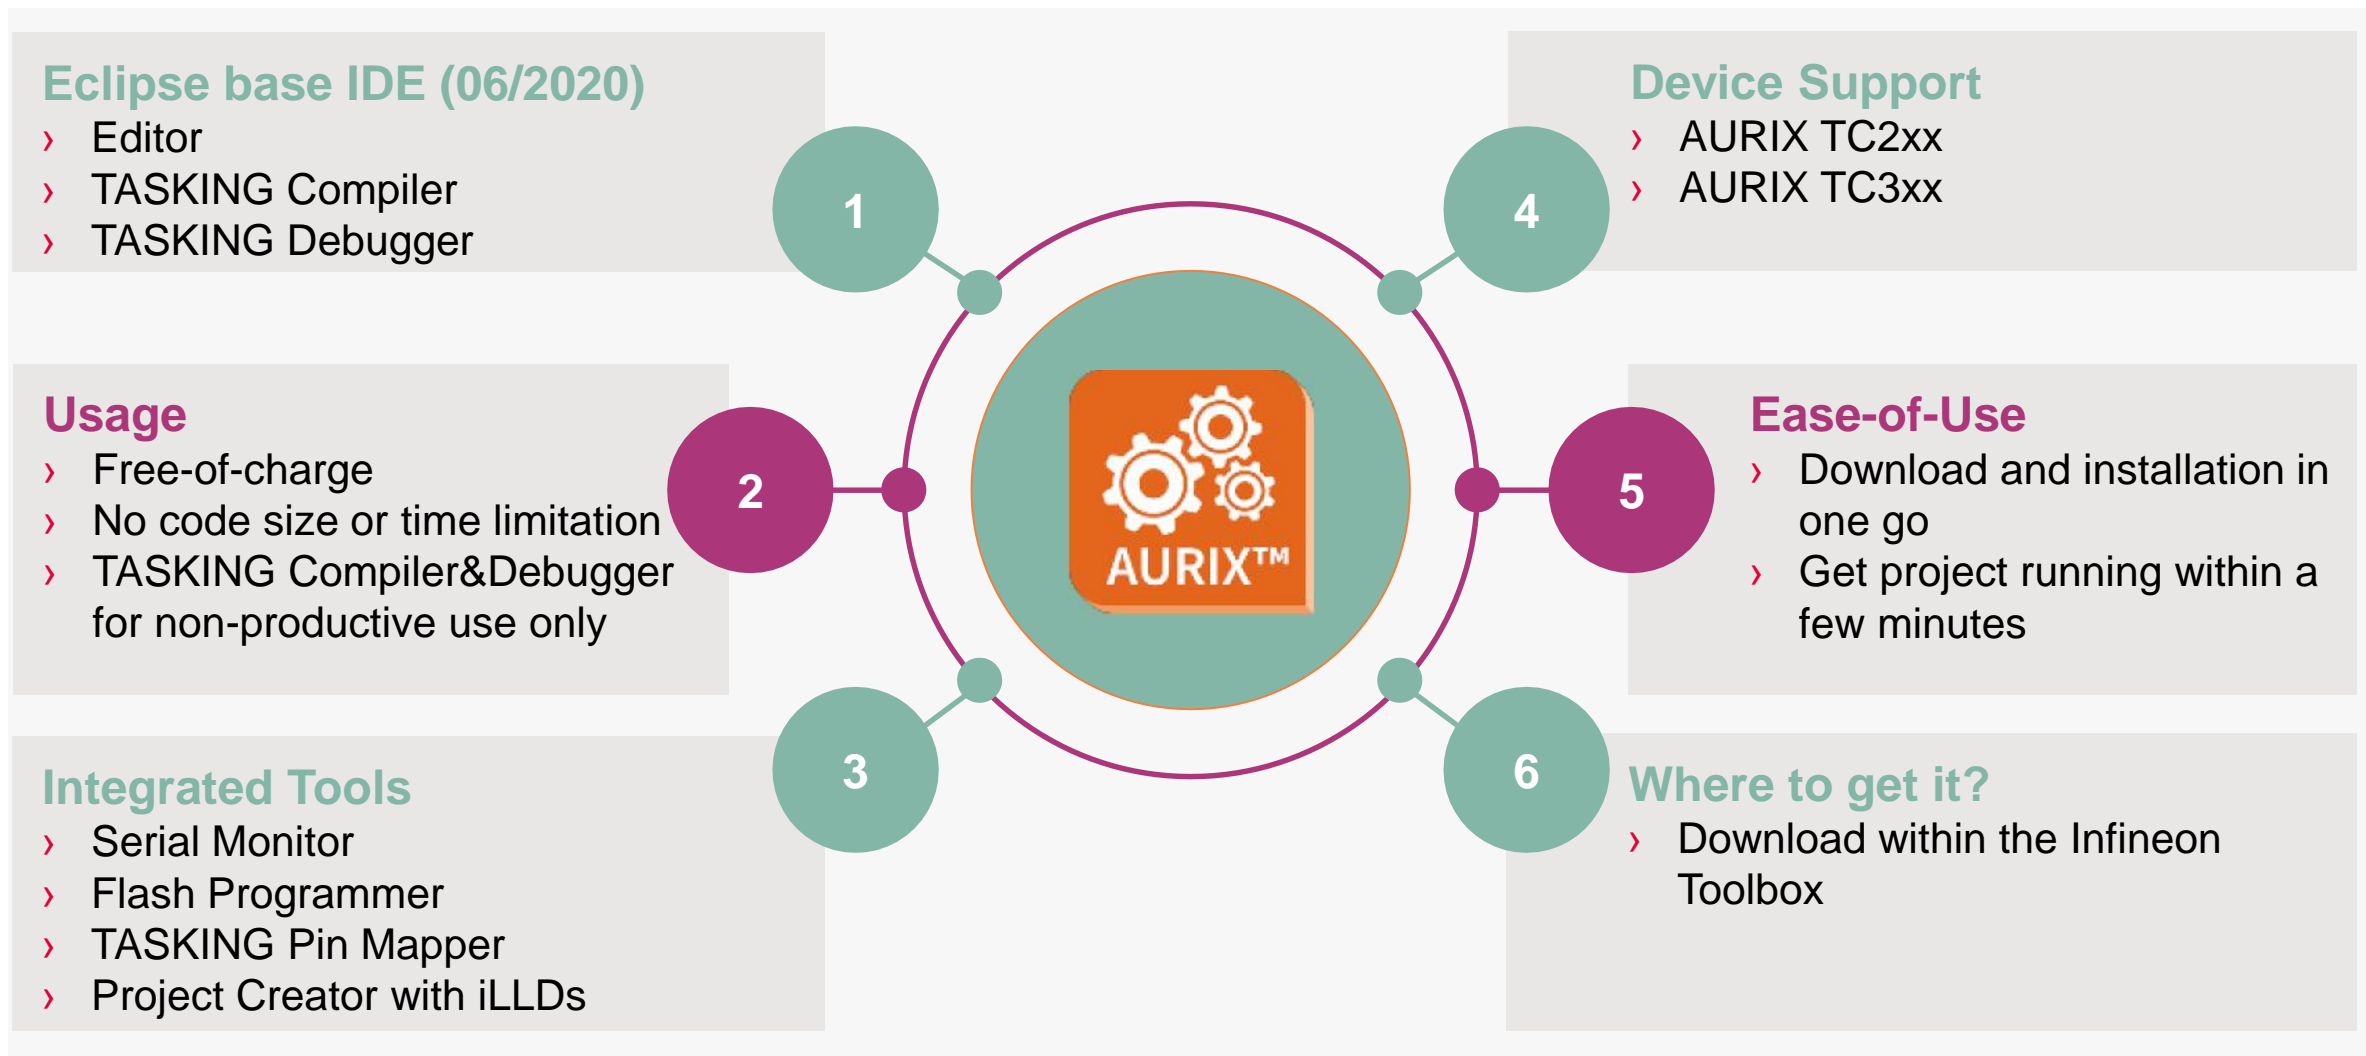 Eclipse base IDE (06/2020)
› Editor
› TASKING Compiler
› TASKING Debugger
1
Usage
› Free-of-charge
› No code size or time limitation
› TASKING Compiler&Debugger
for non-productive use only
2
Integrated Tools
› Serial Monitor
› Flash Programmer
› TASKING Pin Mapper
› Project Creator with iLLDs
3
AURIX™
4
Device Support
› AURIX TC2xx
› AURIX TC3xx
5
Ease-of-Use
› Download and installation in
one go
› Get project running within a
few minutes
6
Where to get it?
› Download within the Infineon
Toolbox